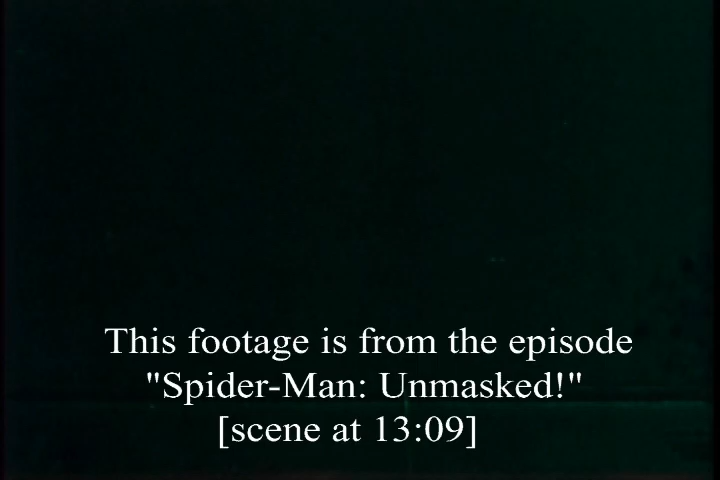 This footage is from the episode
"Spider-Man: Unmasked!"
[scene at 13:09]